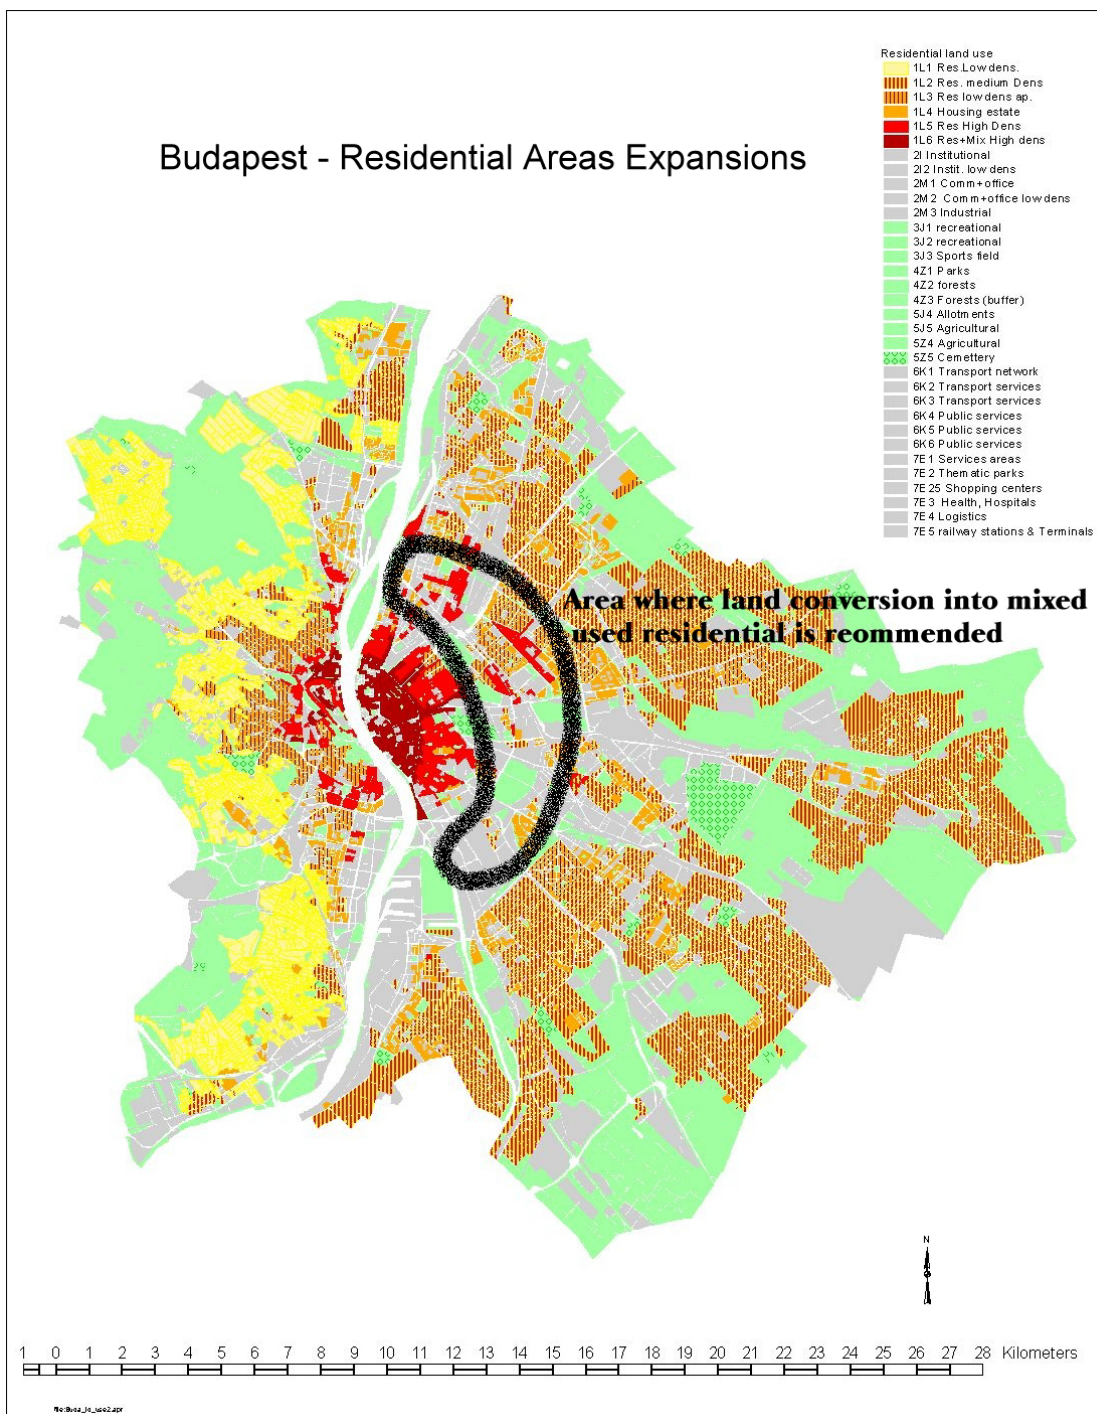 Residential land use
1L1 Res.Low dens.
1L2 Res. medium Dens
1L3 Res low dens ap.
1L4 Housing estate
1L5 Res High Dens
1L6 Res+Mix High dens
2I Institutional
2I2 Instit. low dens
2M1 Comm+office
2M2 Comm+office low dens
2M3 Industrial
3J1 recreational
3J2 recreational
3J3 Sports field
4Z1 Parks
4Z2 forests
4Z3 Forests (buffer)
5J4 Allotments
5J5 Agricultural
5Z4 Agricultural
5Z5 Cemettery
6K1 Transport network
6K2 Transport services
6K3 Transport services
6K4 Public services
6K5 Public services
6K6 Public services
7E1 Services areas
7E2 Thematic parks
7E25 Shopping centers
7E3 Health, Hospitals
7E4 Logistics
7E5 railway stations & Terminals
Budapest - Residential Areas Expansions
Area where land conversion into mixed
used residential is reommended
N
1 0 1 2 3 4 5 6 7 8 9 10 11 12 13 14 15 16 17 18 19 20 21 22 23 24 25 26 27 28 Kilometers